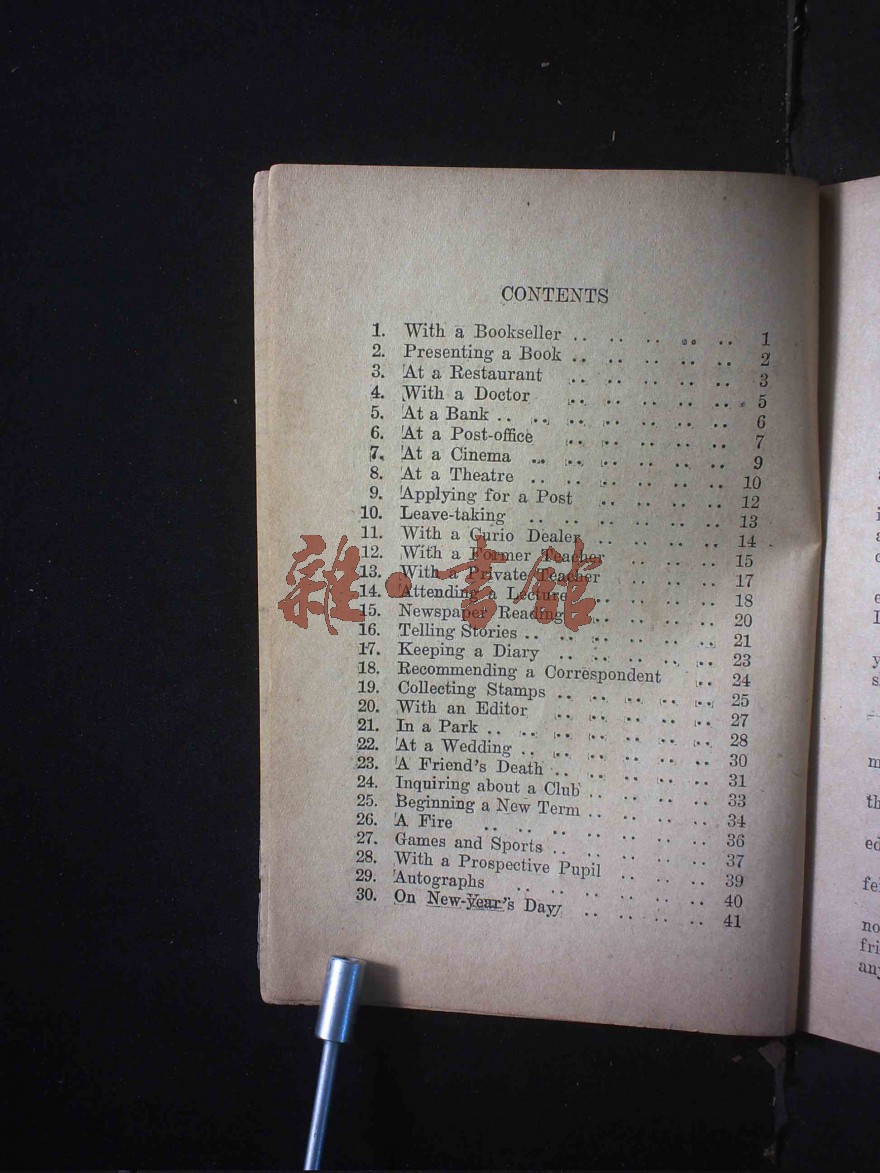 CONTENTS
1. With a Bookseller .. .. .. .. .. 1
2. Presenting a Book .. .. .. .. .. 2
3. At a Restaurant .. .. .. .. .. 3
4. With a Doctor .. .. .. .. .. 5
5. At a Bank .. .. .. .. .. .. 6
6. At a Post-office .. .. .. .. .. 7
7. At a Cinema .. .. .. .. .. .. 9
8. At a Theatre .. .. .. .. .. .. 10
9. Applying for a Post .. .. .. .. 12
10. Leave-taking .. .. .. .. .. .. 13
11. With a Curio Dealer .. .. .. .. 14
12. With a Former Teacher .. .. .. 15
13. With a Private Teacher .. .. .. 17
14. Attending a Lecture .. .. .. .. 18
15. Newspaper Reading .. .. .. .. 20
16. Telling Stories .. .. .. .. .. .. 21
17. Keeping a Diary .. .. .. .. .. 23
18. Recommending a Correspondent .. 24
19. Collecting Stamps .. .. .. .. .. 25
20. With an Editor .. .. .. .. .. 27
21. In a Park .. .. .. .. .. .. .. 28
22. At a Wedding .. .. .. .. .. .. 30
23. A Friend's Death .. .. .. .. .. 31
24. Inquiring about a Club .. .. .. .. 33
25. Beginning a New Term .. .. .. .. 34
26. A Fire .. .. .. .. .. .. .. 36
27. Games and Sports .. .. .. .. .. 37
28. With a Prospective Pupil .. .. .. 39
29. Autographs .. .. .. .. .. .. 40
30. On New-year's Day .. .. .. .. 41
雜·書館